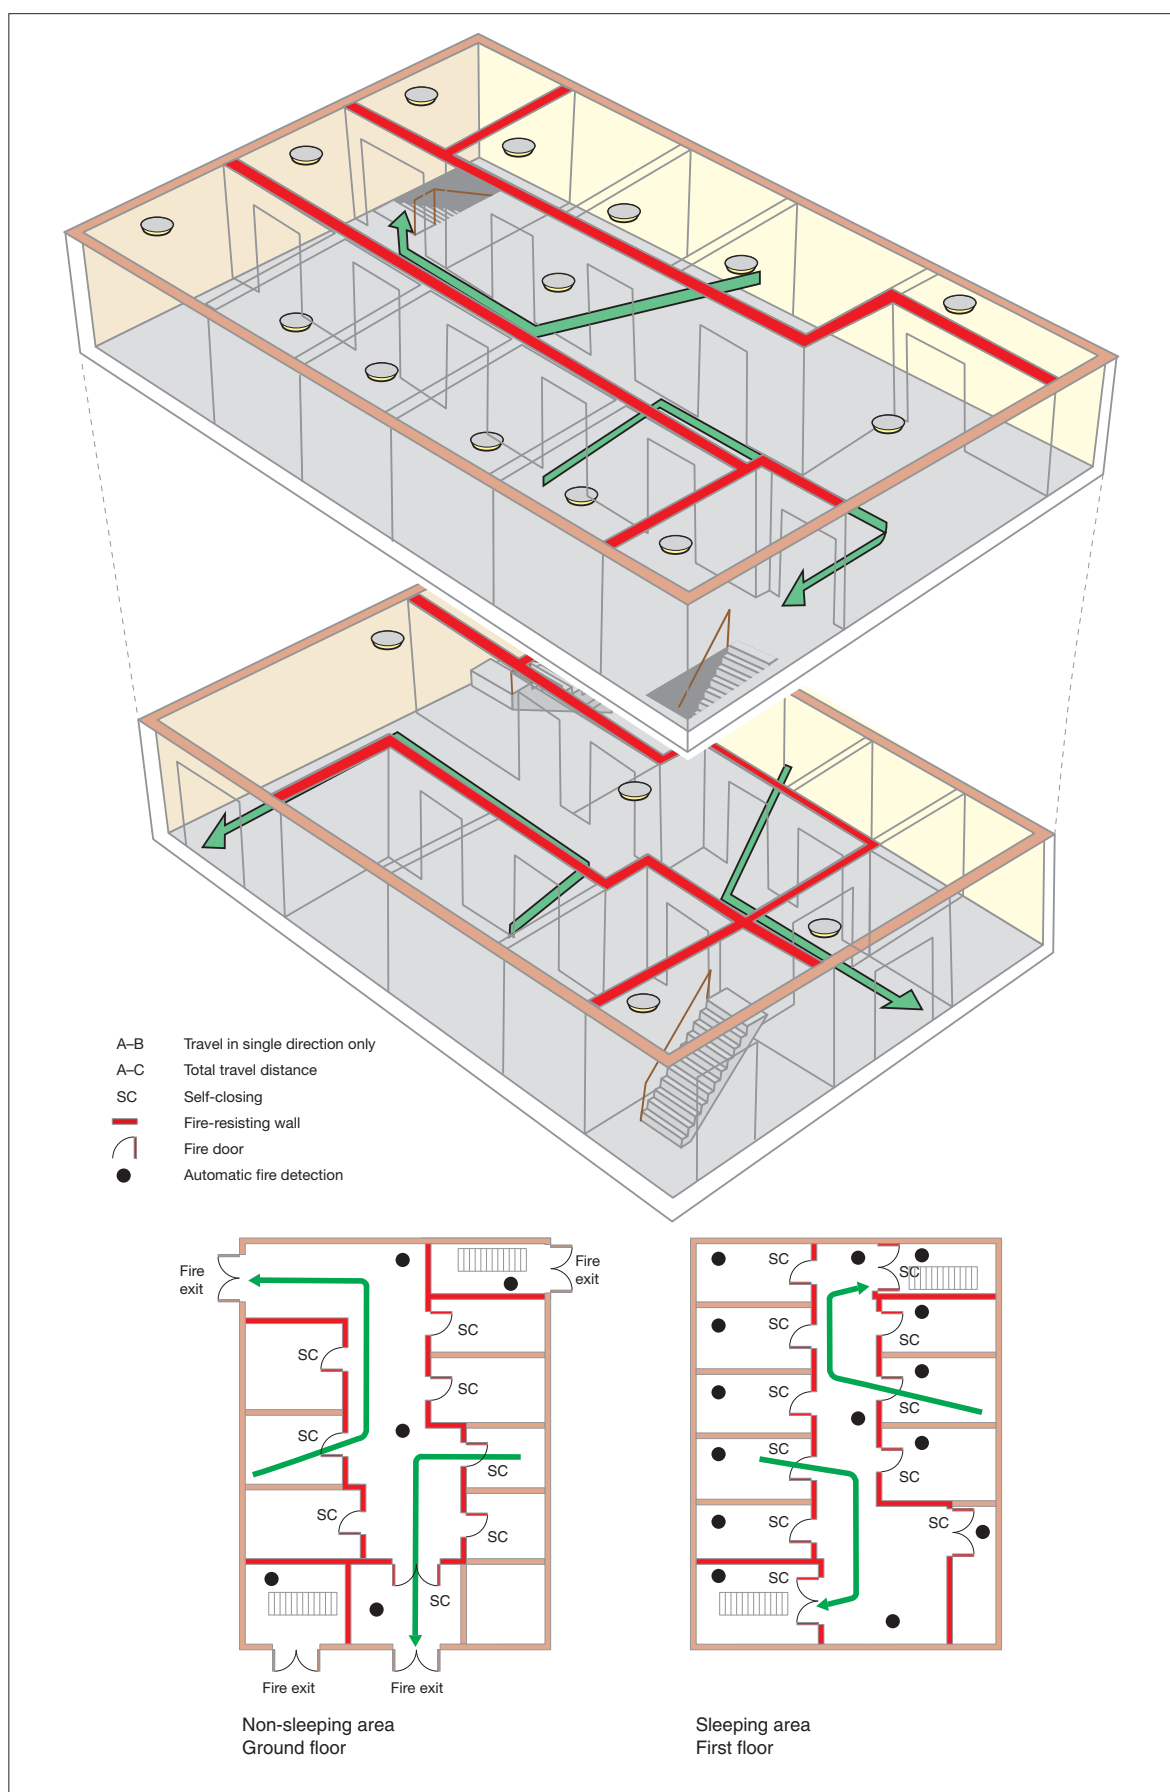 A–B Travel in single direction only
A–C Total travel distance
SC Self-closing
Fire-resisting wall
Fire door
Automatic fire detection
Fire exit
Fire exit
SC
SC
SC
SC
SC
SC
SC
SC
Fire exit
Fire exit
Non-sleeping area
Ground floor
SC
SC
SC
SC
SC
SC
SC
SC
SC
SC
SC
Sleeping area
First floor